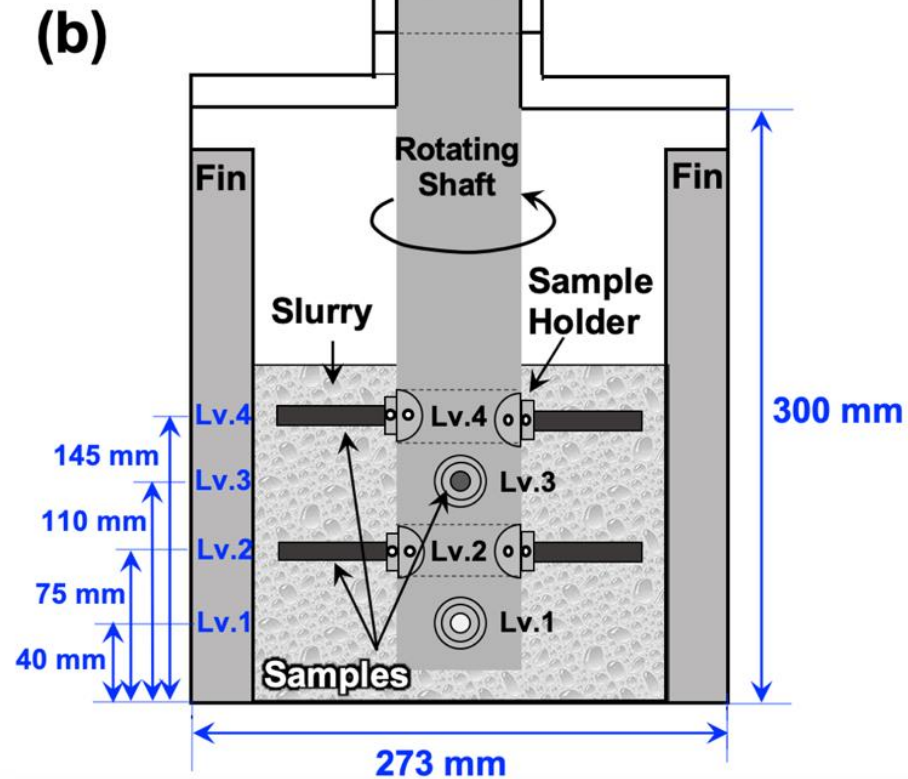 (b)
Rotating
Shaft
Fin
Fin
Sample
Holder
Slurry
Lv.4
Lv.4
300 mm
145 mm
Lv.3
Lv.3
110 mm
Lv.2
Lv.2
75 mm
Lv.1
Lv.1
40 mm
Samples
273 mm